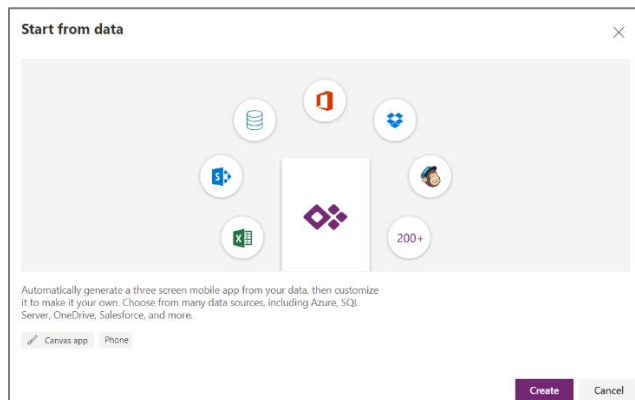 Start from data
200+
Automatically generate a three screen mobile app from your data, then customize
it to make it your own. Choose from many data sources, including Azure, SQL
Server, OneDrive, Salesforce, and more.
Canvas app Phone
Create Cancel